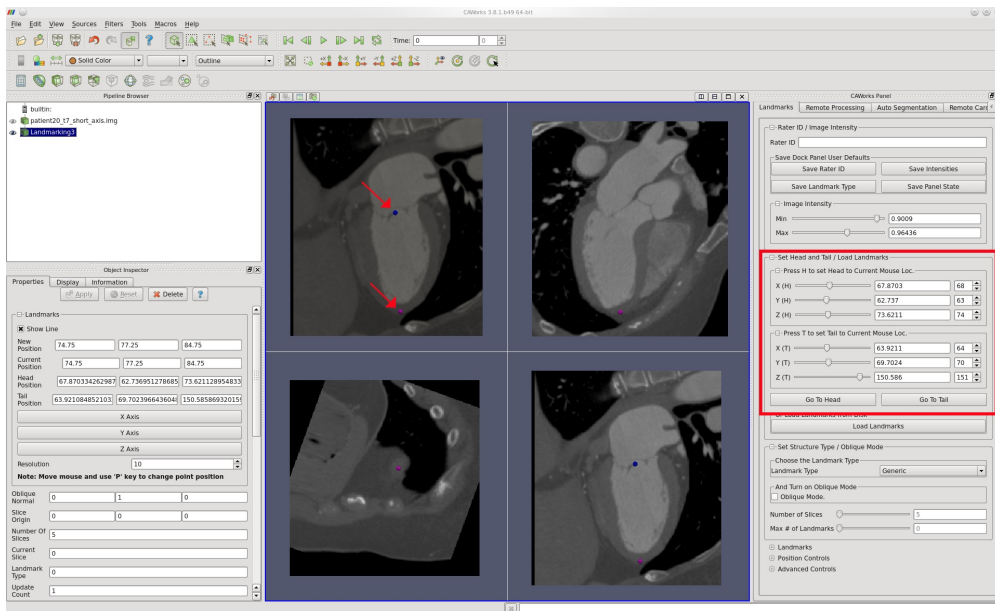 CAWorks 3.8.1.b49 64-bit
File Edit View Sources Filters Tools Macros Help
Time: 0 0
Solid Color Outline
Pipeline Browser
builtin:
patient20_t7_short_axis.img
Landmarking3
Object Inspector
Properties Display Information
Apply Reset Delete ?
Landmarks
Show Line
New Position 74.75 77.25 84.75
Current Position 74.75 77.25 84.75
Head Position 67.870334262987 62.736951278685 73.621128954833
Tail Position 63.921084852103 69.702396643604 150.58586932015
X Axis
Y Axis
Z Axis
Resolution 10
Note: Move mouse and use 'P' key to change point position
Oblique Normal 0 1 0
Slice Origin 0 0 0
Number Of Slices 5
Current Slice 0
Landmark Type 0
Update Count 1
CAWorks Panel
Landmarks Remote Processing Auto Segmentation Remote Car
Rater ID / Image Intensity
Rater ID
Save Dock Panel User Defaults
Save Rater ID Save Intensities
Save Landmark Type Save Panel State
Image Intensity
Min 0.9009
Max 0.96436
Set Head and Tail / Load Landmarks
Press H to set Head to Current Mouse Loc.
X (H) 67.8703 68
Y (H) 62.737 63
Z (H) 73.6211 74
Press T to set Tail to Current Mouse Loc.
X (T) 63.9211 64
Y (T) 69.7024 70
Z (T) 150.586 151
Go To Head Go To Tail
Or Load Landmarks from Disk
Load Landmarks
Set Structure Type / Oblique Mode
Choose the Landmark Type
Landmark Type Generic
And Turn on Oblique Mode
Oblique Mode.
Number of Slices 5
Max # of Landmarks 0
Landmarks
Position Controls
Advanced Controls